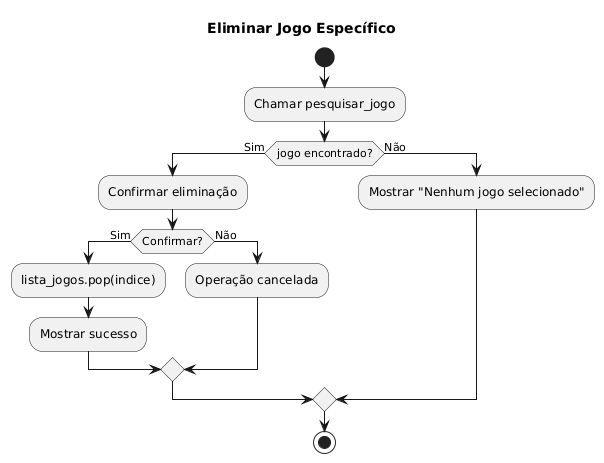 Eliminar Jogo Específico
Chamar pesquisar_jogo
jogo encontrado?
Sim
Não
Confirmar eliminação
Mostrar "Nenhum jogo selecionado"
Confirmar?
Sim
Não
lista_jogos.pop(indice)
Operação cancelada
Mostrar sucesso